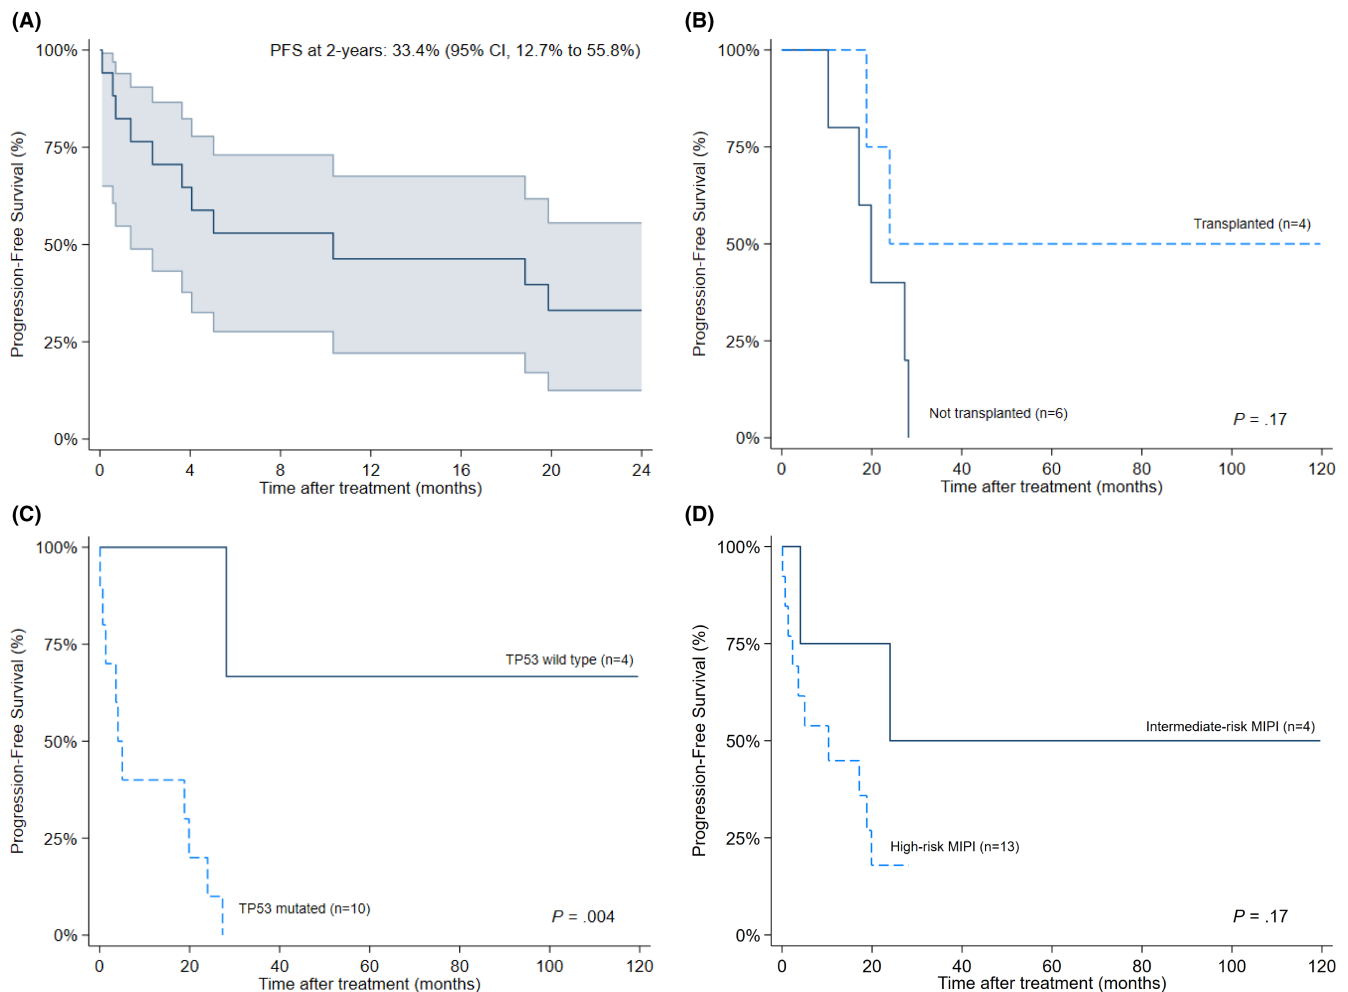 (A)
PFS at 2-years: 33.4% (95% CI, 12.7% to 55.8%)
Progression-Free Survival (%)
100%
75%
50%
25%
0%
0 4 8 12 16 20 24
Time after treatment (months)
(B)
Progression-Free Survival (%)
100%
75%
50%
25%
0%
Transplanted (n=4)
Not transplanted (n=6)
P = .17
0 20 40 60 80 100 120
Time after treatment (months)
(C)
Progression-Free Survival (%)
100%
75%
50%
25%
0%
TP53 wild type (n=4)
TP53 mutated (n=10)
P = .004
0 20 40 60 80 100 120
Time after treatment (months)
(D)
Progression-Free Survival (%)
100%
75%
50%
25%
0%
Intermediate-risk MIPI (n=4)
High-risk MIPI (n=13)
P = .17
0 20 40 60 80 100 120
Time after treatment (months)